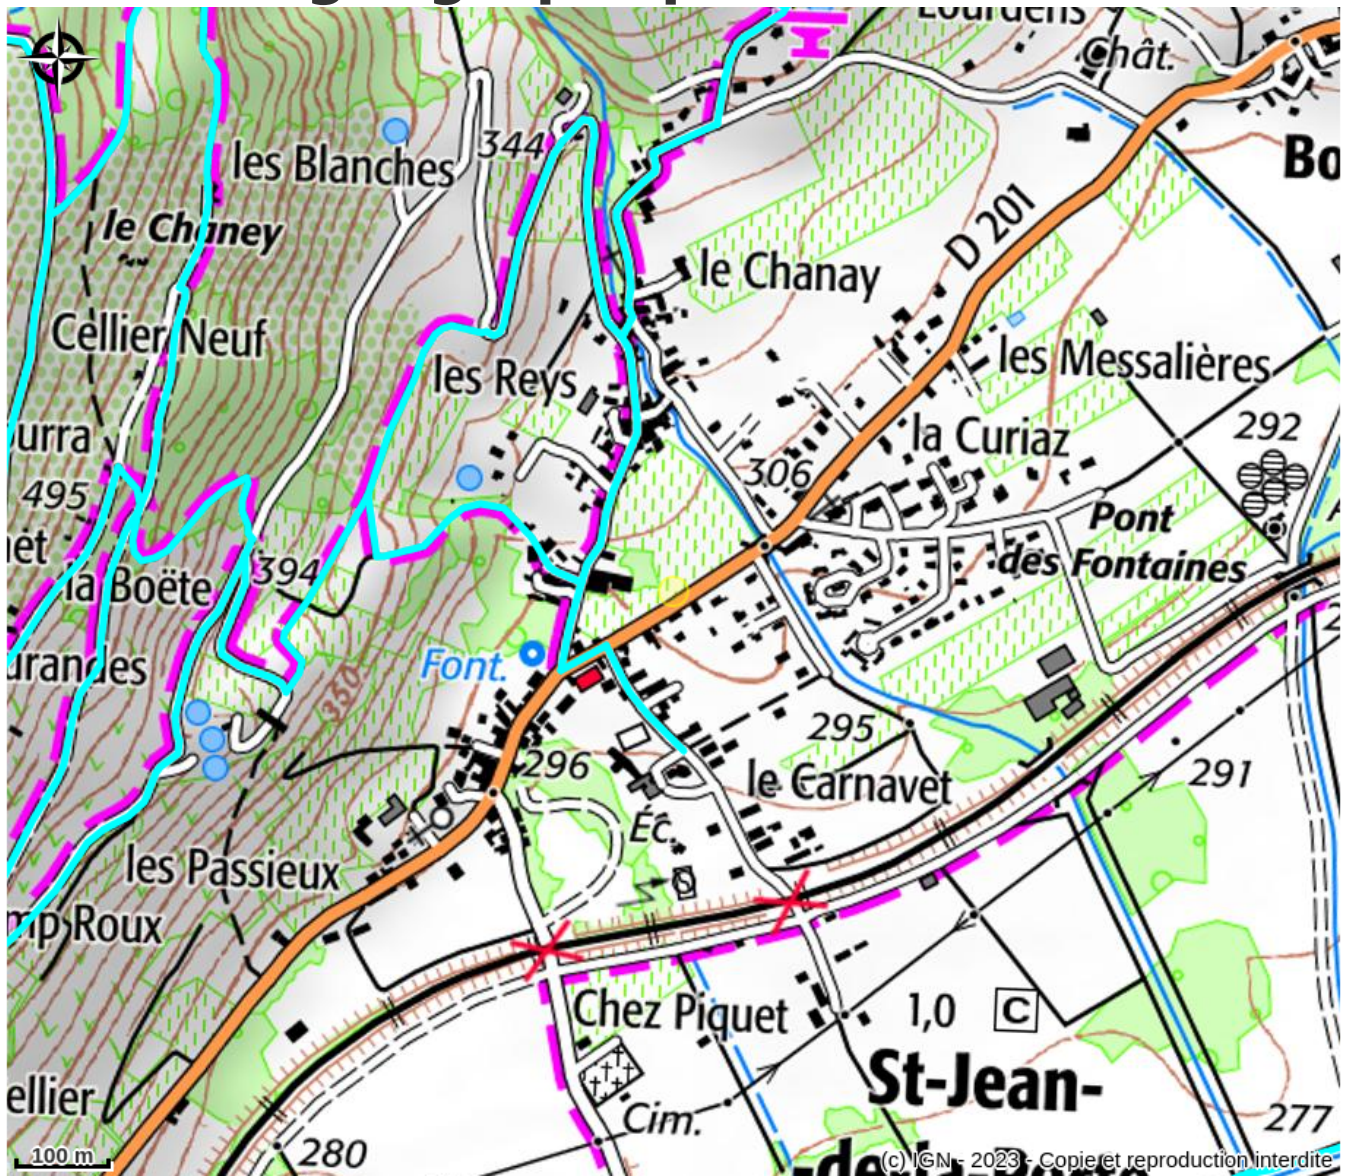 Chât.
344
les Blanches
Bo
le Chaney
D 201
le Chanay
Cellier Neuf
les Messalières
les Reys
urra
la Curiaz
292
306
495
Pont
des Fontaines
et
394
la Boëte
urandes
Font.
350
295
296
le Carnavet
291
Éc.
les Passieux
mp Roux
Chez Piquet
1,0
C
St-Jean-
ellier
Cim.
277
280
100 m
(c) IGN - 2023 - Copie et reproduction interdite